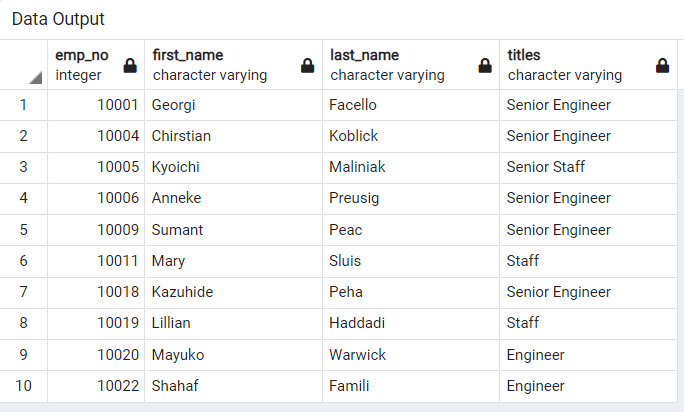 Data Output
emp_no first_name last_name titles
integer character varying character varying character varying
1 10001 Georgi Facello Senior Engineer
2 10004 Chirstian Koblick Senior Engineer
3 10005 Kyoichi Maliniak Senior Staff
4 10006 Anneke Preusig Senior Engineer
5 10009 Sumant Peac Senior Engineer
6 10011 Mary Sluis Staff
7 10018 Kazuhide Peha Senior Engineer
8 10019 Lillian Haddadi Staff
9 10020 Mayuko Warwick Engineer
10 10022 Shahaf Famili Engineer